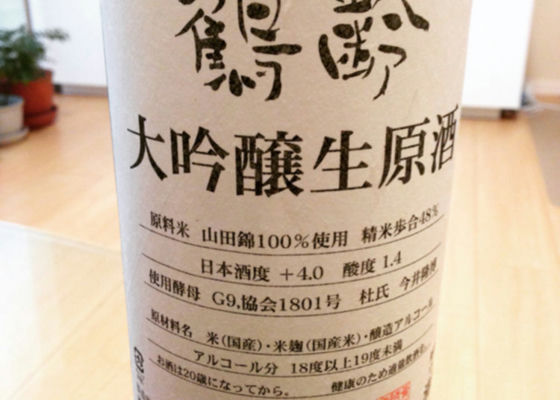 鶴齢
大吟醸生原酒
原料米 山田錦100%使用 精米歩合48%
日本酒度 +4.0 酸度 1.4
使用酵母 G9,協会1801号 杜氏 今井隆博
原材料名 米(国産)・米麹(国産米)・醸造アルコール
アルコール分 18度以上19度未満
お酒は20歳になってから。 健康のため適量飲酒を